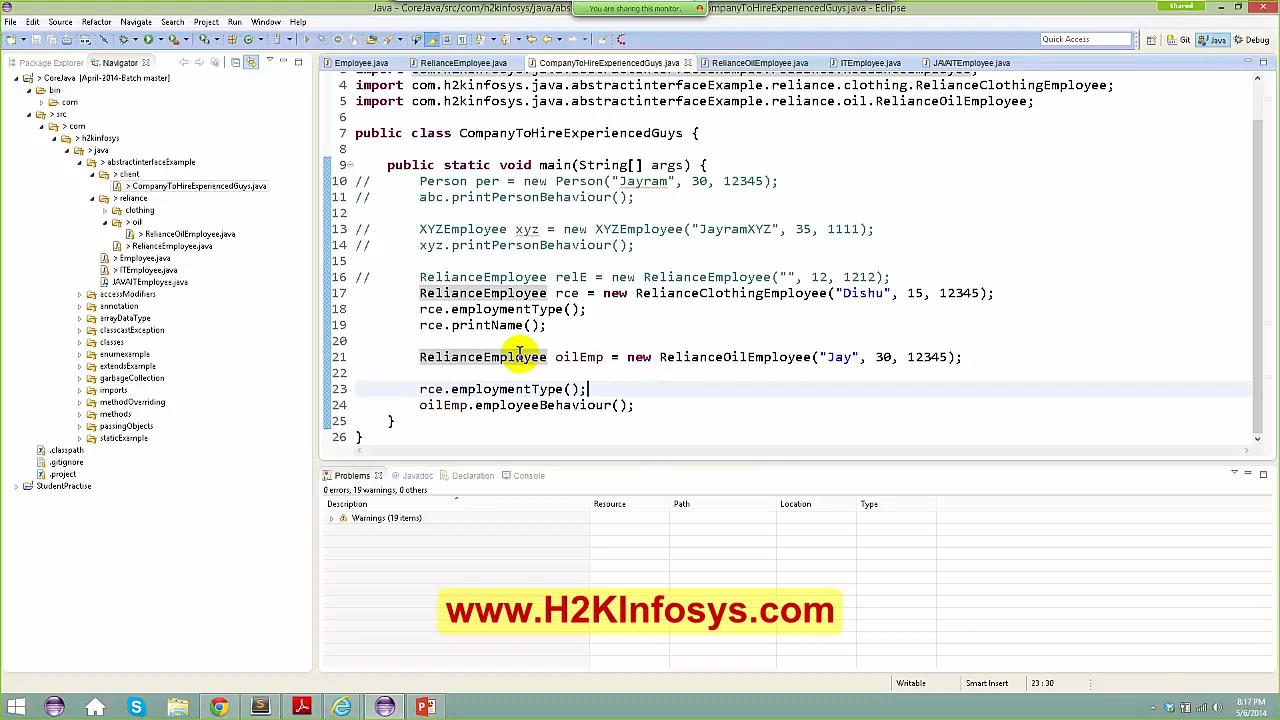 Java - CoreJava/src/com/h2kinfosys/java/abs
You are sharing this monitor.
ompanyToHireExperiencedGuys.java - Eclipse
Shared
File Edit Source Refactor Navigate Search Project Run Window Help
Quick Access
Git
Java
Debug
Package Explorer
Navigator
Employee.java
RelianceEmployee.java
CompanyToHireExperiencedGuys.java
RelianceOilEmployee.java
ITEmployee.java
JAVAITEmployee.java
> CoreJava [April-2014-Batch master]
bin
com
> src
> com
> h2kinfosys
> java
> abstractinterfaceExample
> client
> CompanyToHireExperiencedGuys.java
> reliance
clothing
> oil
> RelianceOilEmployee.java
> RelianceEmployee.java
> Employee.java
> ITEmployee.java
JAVAITEmployee.java
accessModifiers
annotation
arrayDataType
classcastException
classes
enumexample
extendsExample
garbageCollection
imports
methodOverriding
methods
passingObjects
staticExample
.classpath
.gitignore
.project
StudentPractise
4 import com.h2kinfosys.java.abstractinterfaceExample.reliance.clothing.RelianceClothingEmployee;
5 import com.h2kinfosys.java.abstractinterfaceExample.reliance.oil.RelianceOilEmployee;
6
7 public class CompanyToHireExperiencedGuys {
8
9 public static void main(String[] args) {
10 // Person per = new Person("Jayram", 30, 12345);
11 // abc.printPersonBehaviour();
12
13 // XYZEmployee xyz = new XYZEmployee("JayramXYZ", 35, 1111);
14 // xyz.printPersonBehaviour();
15
16 // RelianceEmployee relE = new RelianceEmployee("", 12, 1212);
17 RelianceEmployee rce = new RelianceClothingEmployee("Dishu", 15, 12345);
18 rce.employmentType();
19 rce.printName();
20
21 RelianceEmployee oilEmp = new RelianceOilEmployee("Jay", 30, 12345);
22
23 rce.employmentType();
24 oilEmp.employeeBehaviour();
25 }
26 }
Problems
Javadoc
Declaration
Console
0 errors, 19 warnings, 0 others
Description Resource Path Location Type
Warnings (19 items)
www.H2KInfosys.com
Writable Smart Insert 23 : 30
8:17 PM
5/6/2014